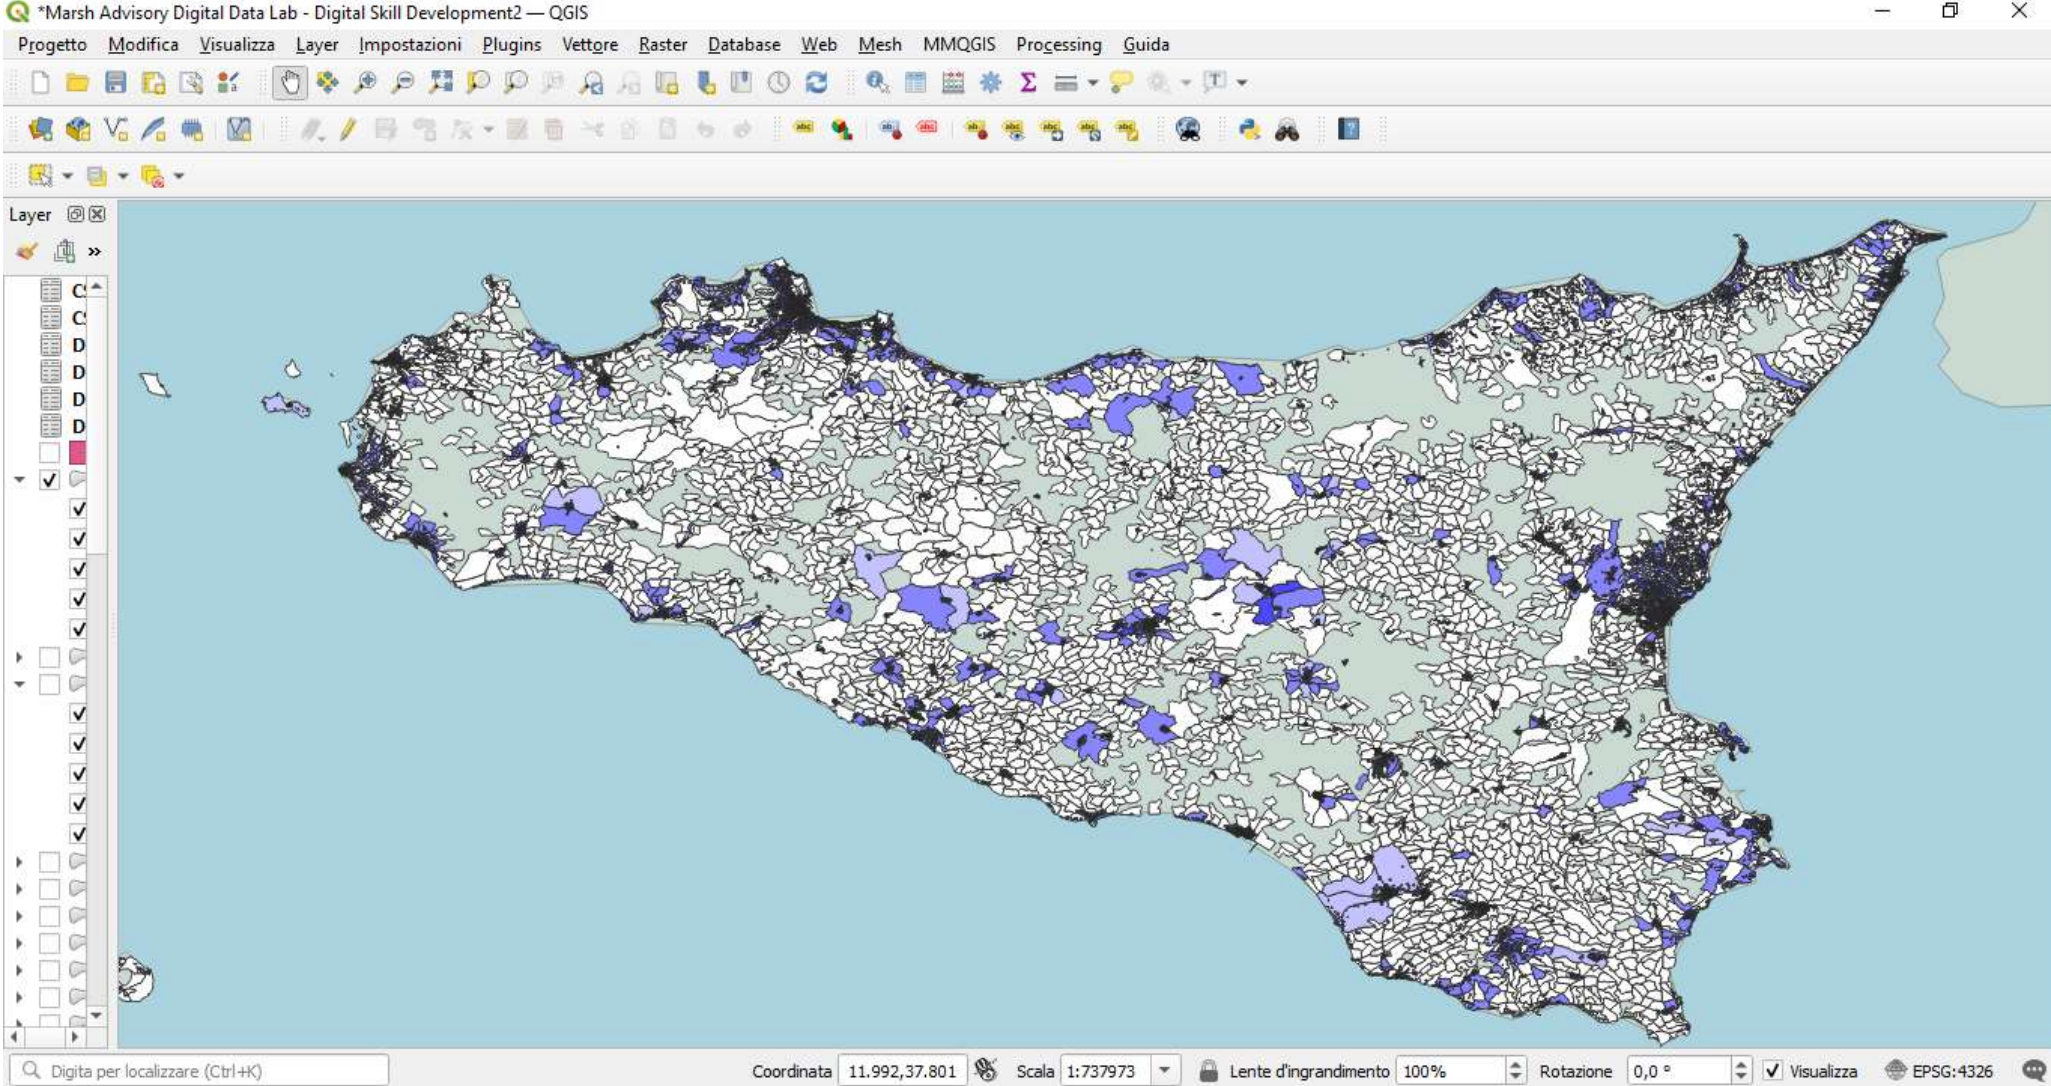 *Marsh Advisory Digital Data Lab - Digital Skill Development2 — QGIS
Progetto Modifica Visualizza Layer Impostazioni Plugins Vettore Raster Database Web Mesh MMQGIS Processing Guida
Layer
D
D
D
D
Digita per localizzare (Ctrl+K) Coordinata 11.992,37.801 Scala 1:737973 Lente d'ingrandimento 100% Rotazione 0,0 ° Visualizza EPSG:4326